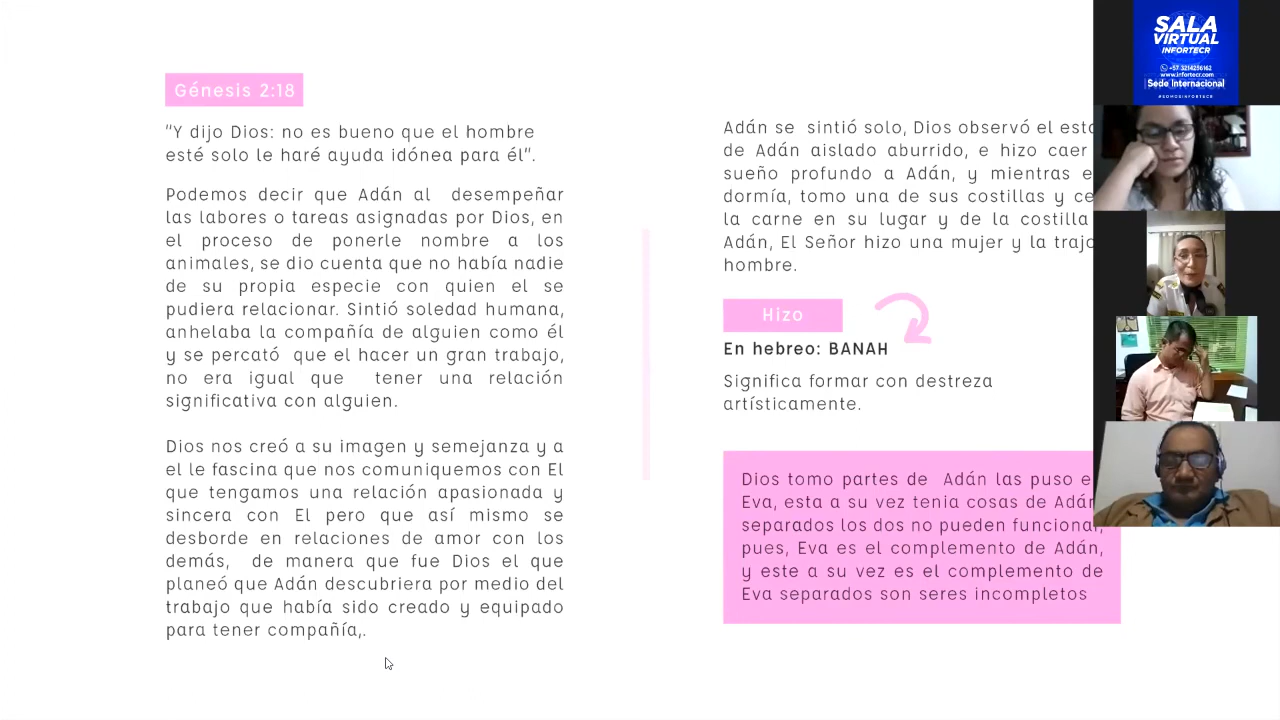 Génesis 2:18
"Y dijo Dios: no es bueno que el hombre
esté solo le haré ayuda idónea para él".
Podemos decir que Adán al desempeñar
las labores o tareas asignadas por Dios, en
el proceso de ponerle nombre a los
animales, se dio cuenta que no había nadie
de su propia especie con quien el se
pudiera relacionar. Sintió soledad humana,
anhelaba la compañía de alguien como él
y se percató que el hacer un gran trabajo,
no era igual que tener una relación
significativa con alguien.
Dios nos creó a su imagen y semejanza y a
el le fascina que nos comuniquemos con El
que tengamos una relación apasionada y
sincera con El pero que así mismo se
desborde en relaciones de amor con los
demás, de manera que fue Dios el que
planeó que Adán descubriera por medio del
trabajo que había sido creado y equipado
para tener compañía,.
Adán se sintió solo, Dios observó el
de Adán aislado aburrido, e hizo caer
sueño profundo a Adán, y mientras
dormía, tomo una de sus costillas y
la carne en su lugar y de la costilla
Adán, El Señor hizo una mujer y la trajo
hombre.
Hizo
En hebreo: BANAH
Significa formar con destreza
artísticamente.
Dios tomo partes de Adán las puso
Eva, esta a su vez tenia cosas de Adán
separados los dos no pueden funcionar,
pues, Eva es el complemento de Adán,
y este a su vez es el complemento de
Eva separados son seres incompletos
SALA
VIRTUAL
INFORTECR
+57 3214256162
www.infortecr.com
Sede Internacional
#SOMOSINFORTECR